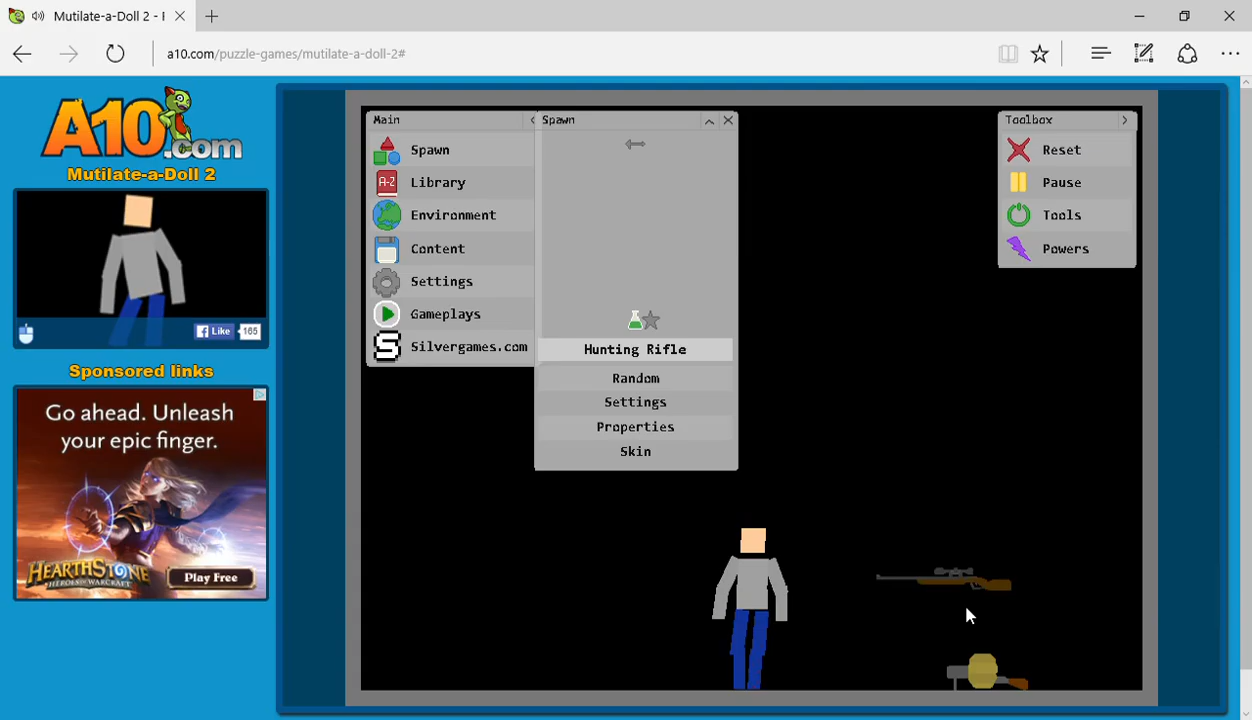 Mutilate-a-Doll 2 - F
a10.com/puzzle-games/mutilate-a-doll-2#
A10.com
Mutilate-a-Doll 2
Like
165
Sponsored links
Go ahead. Unleash
your epic finger.
HEARTHSTONE
HEROES OF WARCRAFT
Play Free
Main
Spawn
A-Z
Library
Environment
Content
Settings
Gameplays
S
Silvergames.com
Spawn
Hunting Rifle
Random
Settings
Properties
Skin
Toolbox
Reset
Pause
Tools
Powers